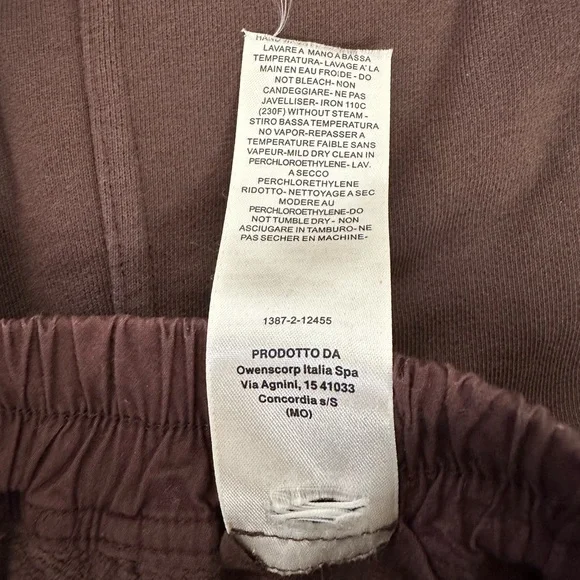 HAND WASH
LAVARE A MANO A BASSA
TEMPERATURA- LAVAGE A' LA
MAIN EN EAU FROIDE - DO
NOT BLEACH- NON
CANDEGGIARE- NE PAS
JAVELLISER- IRON 110C
(230F) WITHOUT STEAM -
STIRO BASSA TEMPERATURA
NO VAPOR-REPASSER A
TEMPERATURE FAIBLE SANS
VAPEUR-MILD DRY CLEAN IN
PERCHLOROETHYLENE- LAV.
A SECCO
PERCHLORETHYLENE
RIDOTTO- NETTOYAGE A SEC
MODERE AU
PERCHLOROETHYLENE-DO
NOT TUMBLE DRY - NON
ASCIUGARE IN TAMBURO- NE
PAS SECHER EN MACHINE-
1387-2-12455
PRODOTTO DA
Owenscorp Italia Spa
Via Agnini, 15 41033
Concordia s/S
(MO)